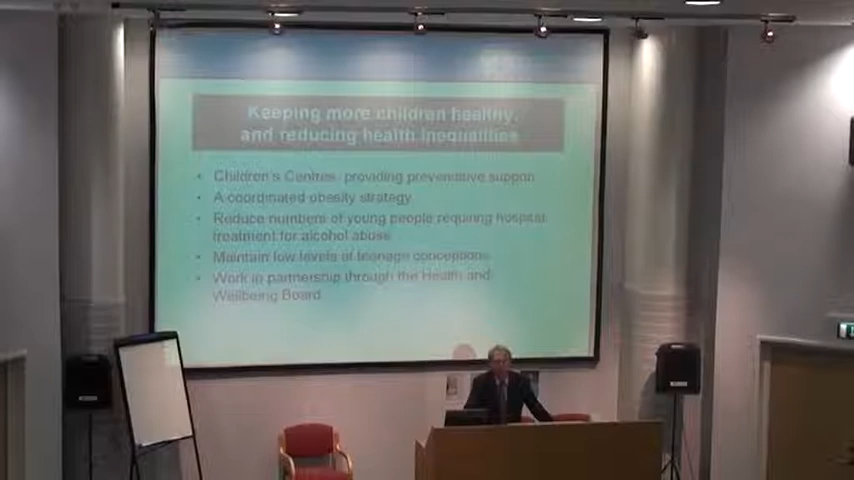 Keeping more children healthy,
and reducing health inequalities
• Children's Centres, providing preventative support
• A coordinated obesity strategy
• Reduce numbers of young people requiring hospital
treatment for alcohol abuse
• Maintain low levels of teenage conceptions
• Work in partnership through the Health and
Wellbeing Board